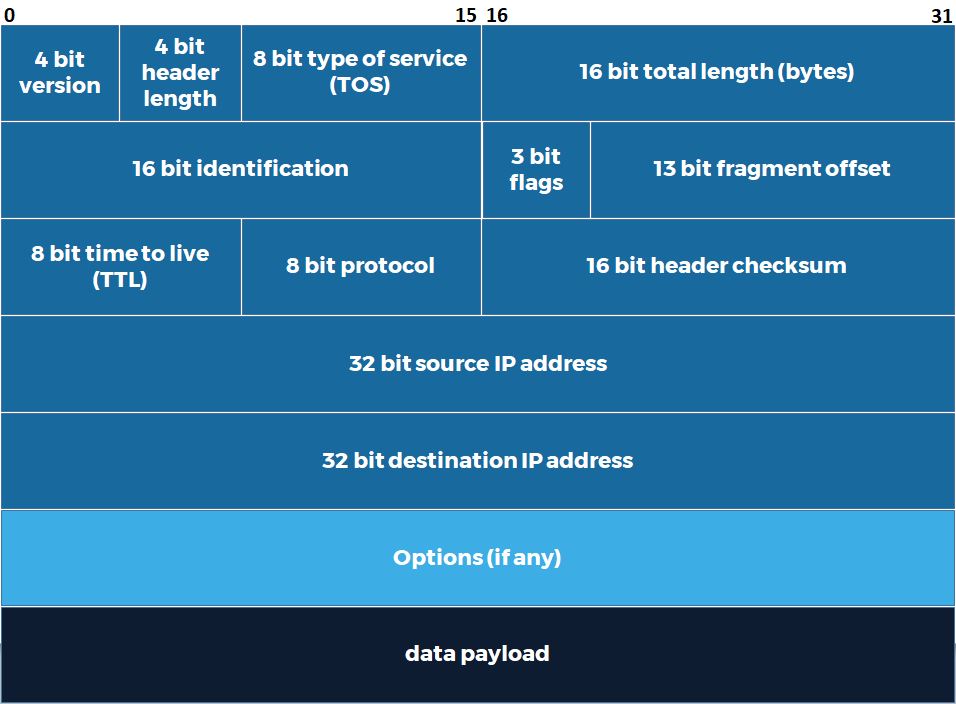 0 15 16 31
4 bit
version
4 bit
header
length
8 bit type of service
(TOS)
16 bit total length (bytes)
16 bit identification
3 bit
flags
13 bit fragment offset
8 bit time to live
(TTL)
8 bit protocol
16 bit header checksum
32 bit source IP address
32 bit destination IP address
Options (if any)
data payload